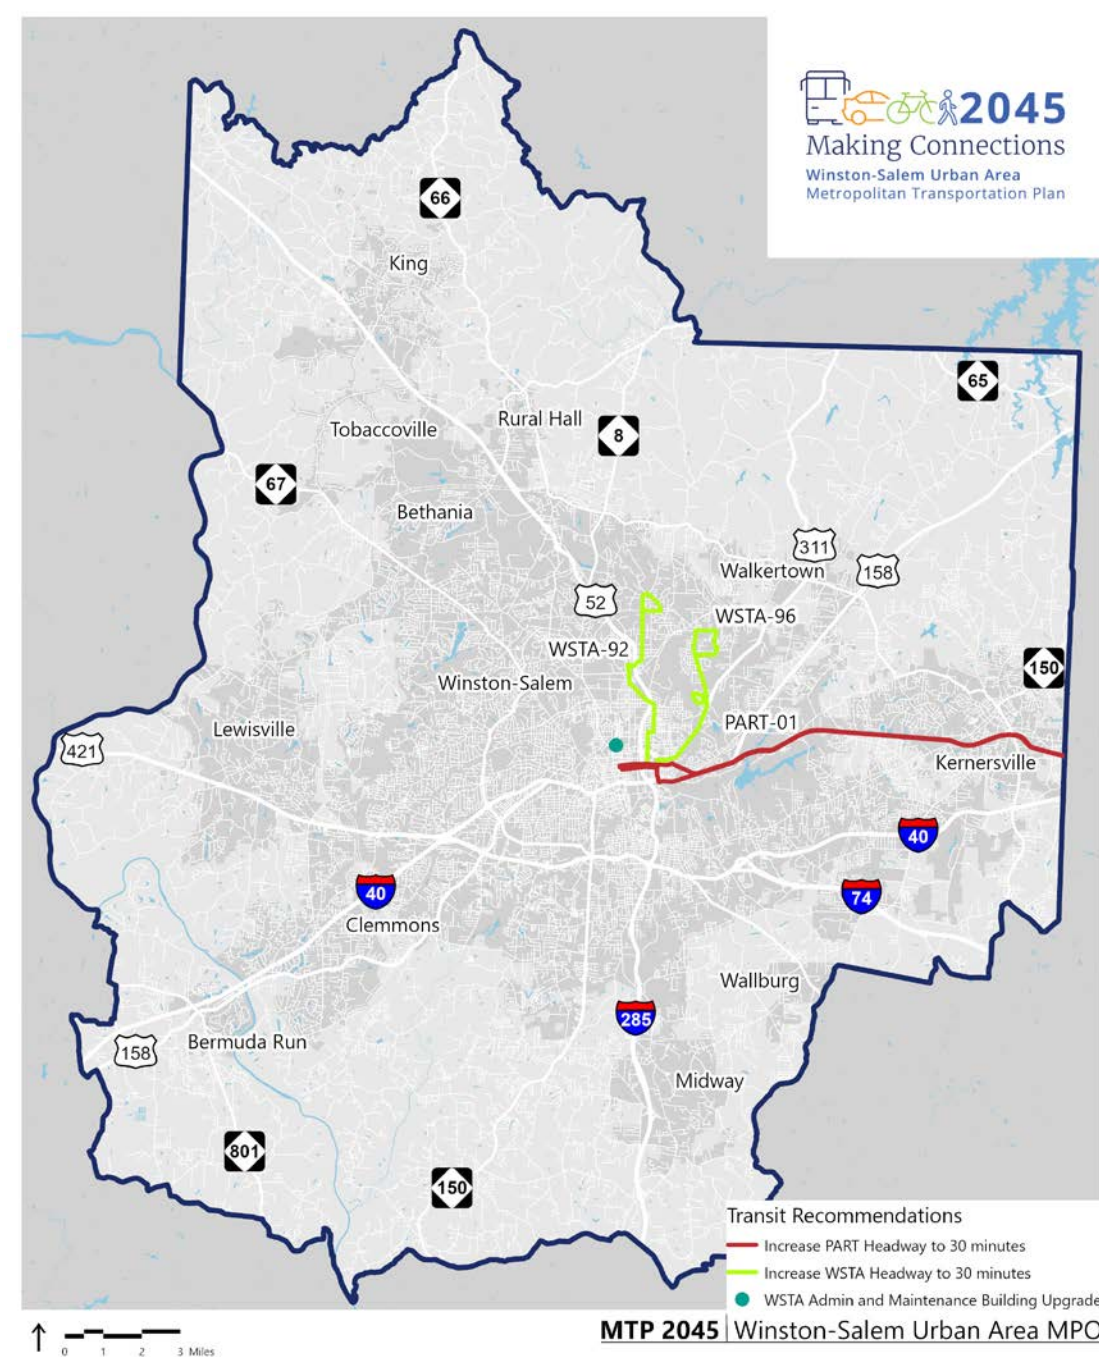 2045
Making Connections
Winston-Salem Urban Area
Metropolitan Transportation Plan
66
King
65
Rural Hall
Tobaccoville
8
67
Bethania
311
Walkertown
158
52
WSTA-96
WSTA-92
150
Winston-Salem
PART-01
Lewisville
421
Kernersville
40
40
74
Clemmons
Wallburg
285
Bermuda Run
158
Midway
801
150
Transit Recommendations
Increase PART Headway to 30 minutes
Increase WSTA Headway to 30 minutes
WSTA Admin and Maintenance Building Upgrade
MTP 2045 | Winston-Salem Urban Area MPO
0 1 2 3 Miles